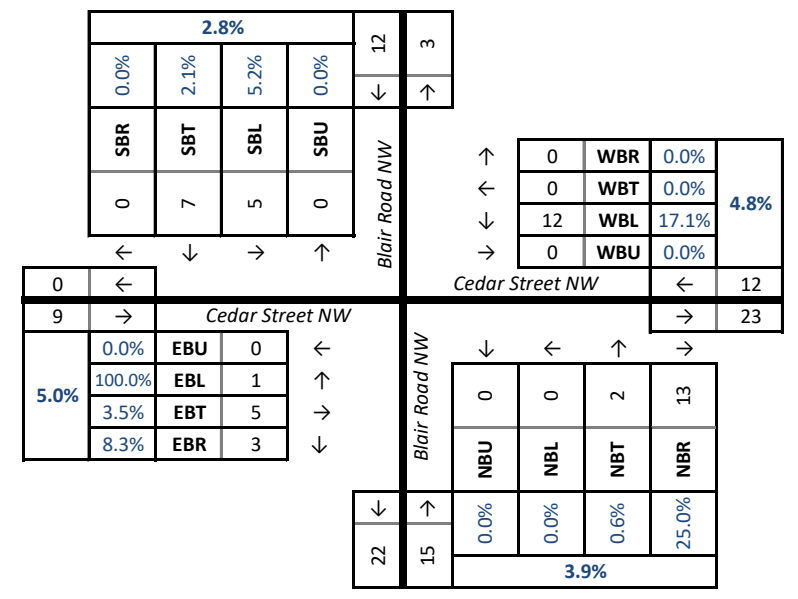 2.8%
12
3
0.0%
2.1%
5.2%
0.0%
↓
↑
SBR
SBT
SBL
SBU
0
7
5
0
←
↓
→
↑
Blair Road NW
↑ 0 WBR 0.0%
← 0 WBT 0.0%
↓ 12 WBL 17.1%
→ 0 WBU 0.0%
4.8%
0 ←
Cedar Street NW
← 12
9 →
Cedar Street NW
→ 23
5.0%
0.0% EBU 0 ←
100.0% EBL 1 ↑
3.5% EBT 5 →
8.3% EBR 3 ↓
Blair Road NW
↓
←
↑
→
0
0
2
13
NBU
NBL
NBT
NBR
↓
↑
0.0%
0.0%
0.6%
25.0%
22
15
3.9%